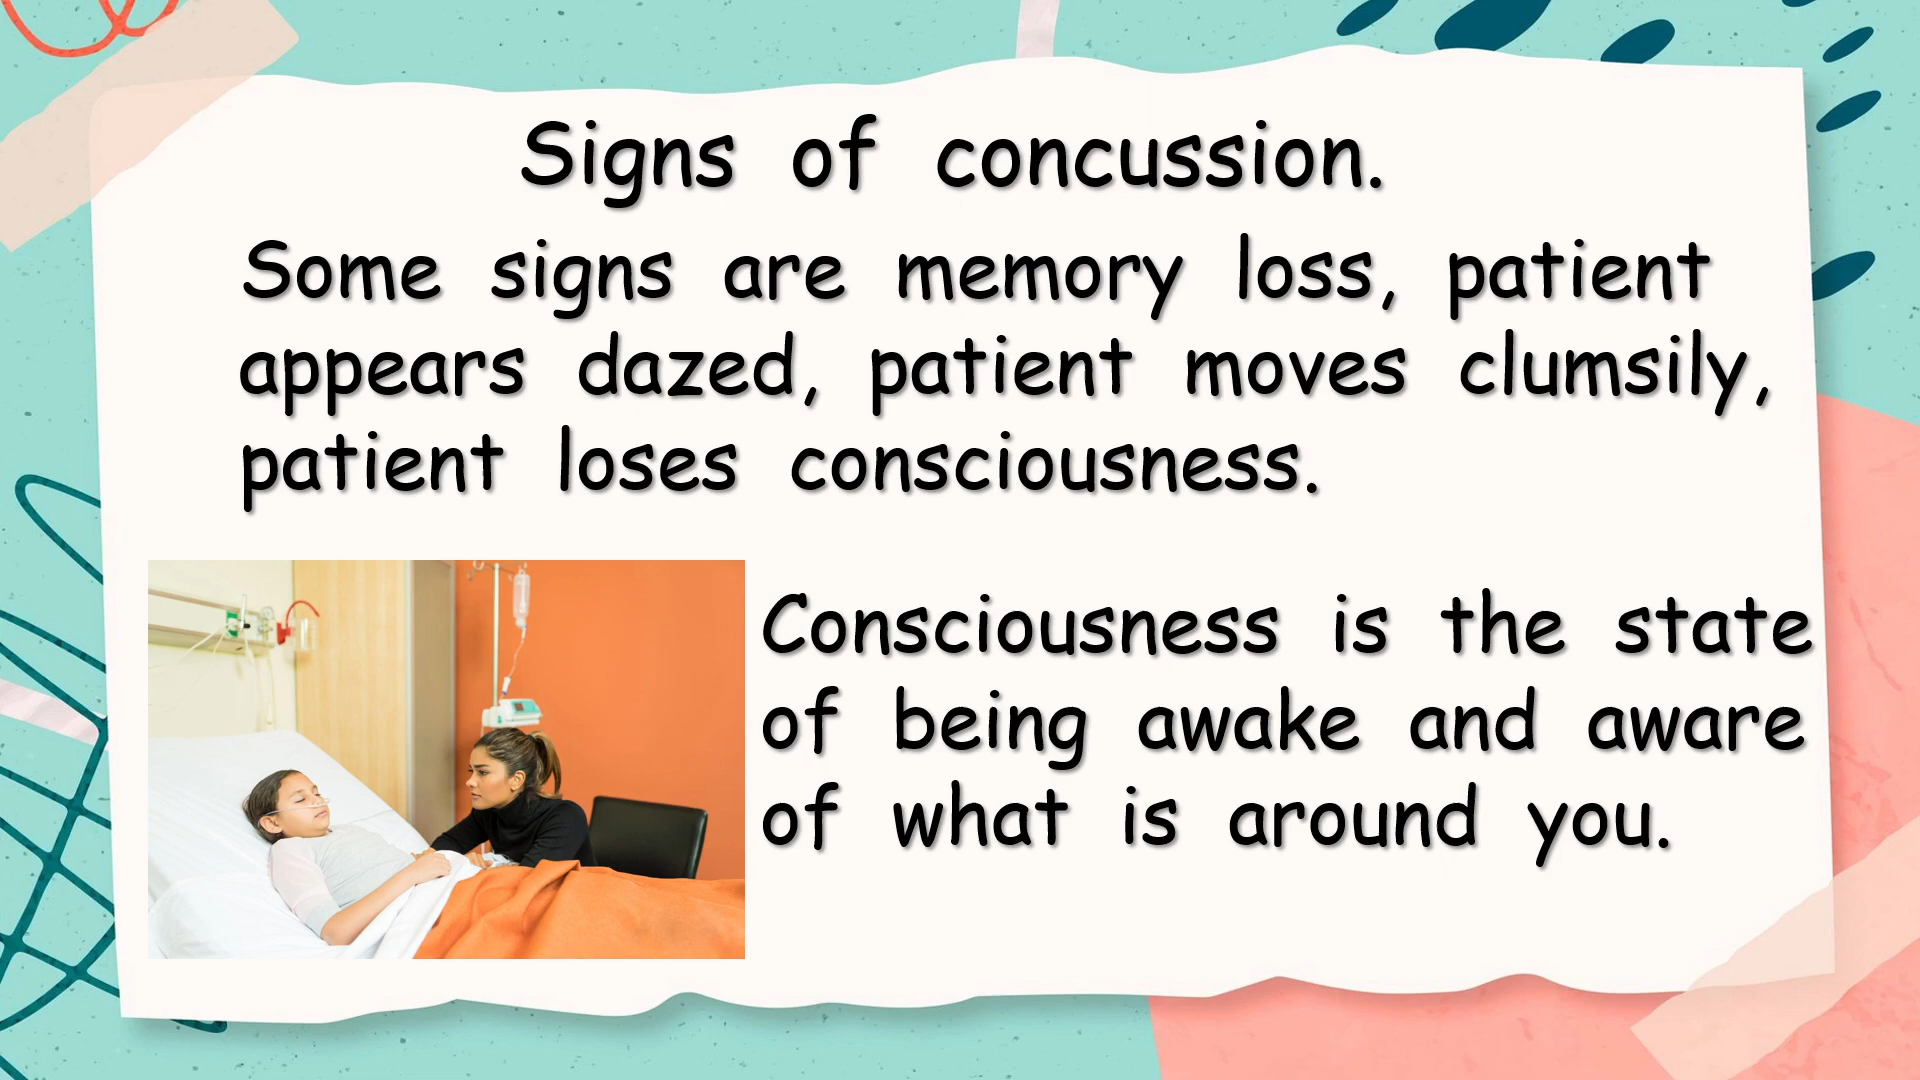 Signs of concussion.
Some signs are memory loss, patient
appears dazed, patient moves clumsily,
patient loses consciousness.
Consciousness is the state
of being awake and aware
of what is around you.